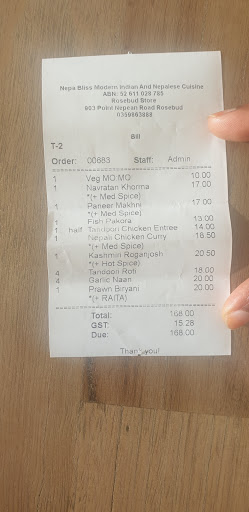 Nepa Bliss Modern Indian And Nepalese Cuisine
ABN: 52 611 029 785
Rosebud Store
603 Point Nepean Road Rosebud
0359863888
Bill
T-2
Order: 00683 Staff: Admin
1 Veg MO MO 10.00
1 Navratan Khorma 17.00
*(+ Med Spice)
1 Paneer Makhni 17.00
*(+ Med Spice)
1 Fish Pakora 13.00
1 half Tandoori Chicken Entree 14.00
1 Nepali Chicken Curry 18.50
*(+ Med Spice)
1 Kashmiri Roganjosh 20.50
*(+ Hot Spice)
4 Tandoori Roti 18.00
4 Garlic Naan 20.00
1 Prawn Biryani 20.00
*(+ RAITA)
Total: 168.00
GST: 15.28
Due: 168.00
Thank you!